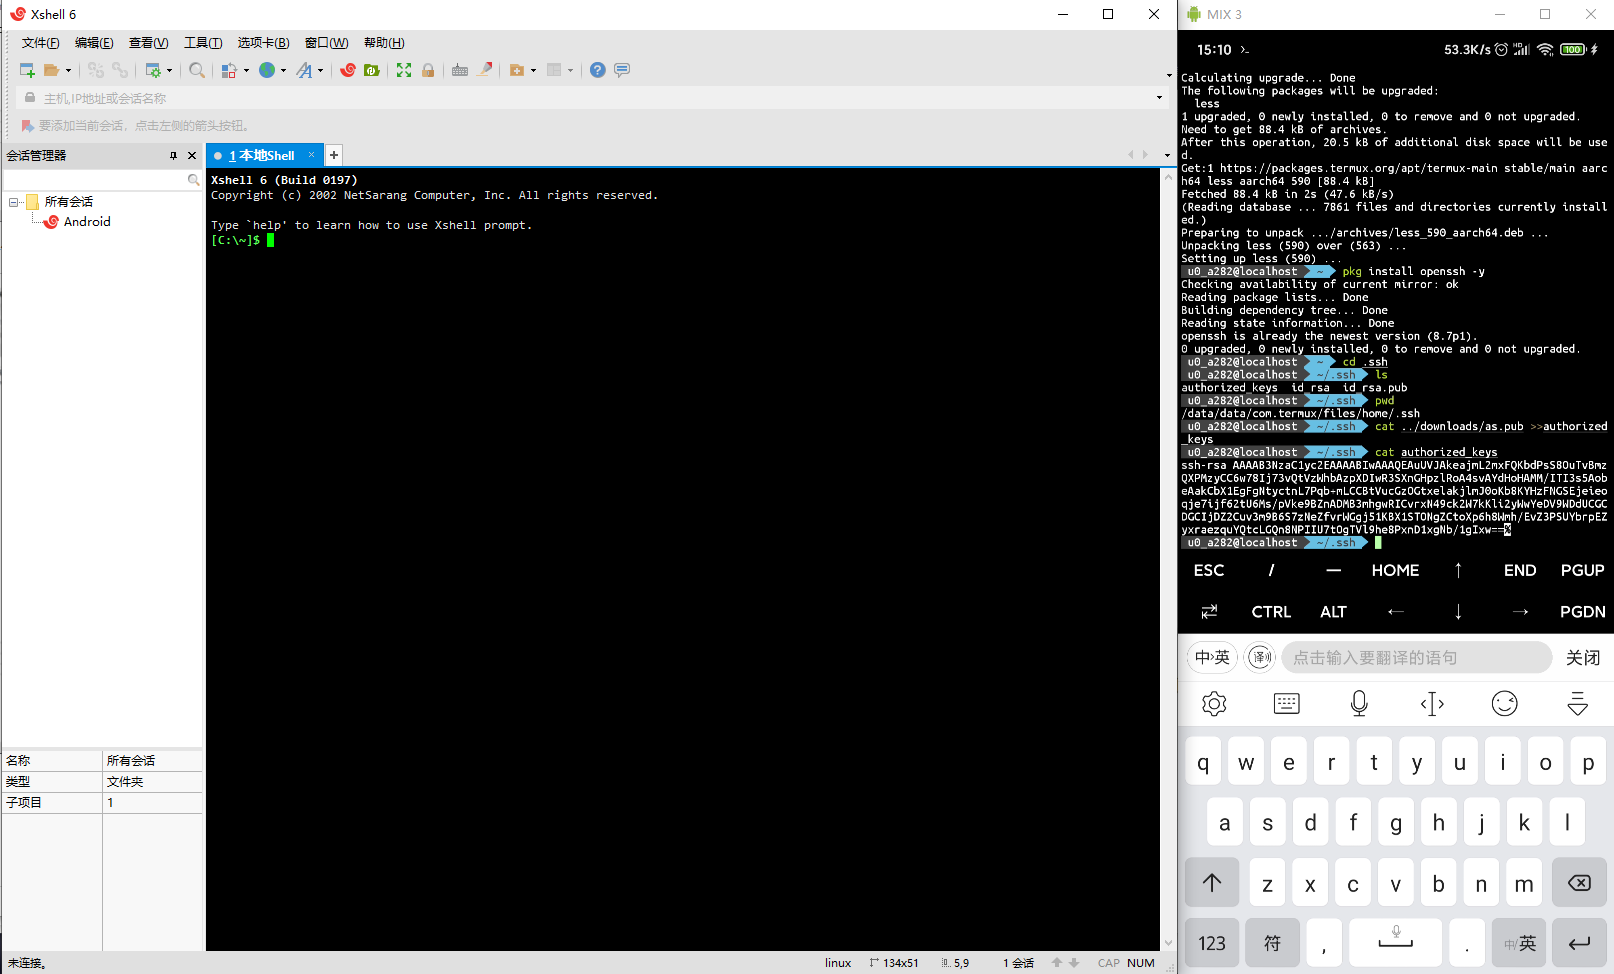 Xshell 6
文件(F) 编辑(E) 查看(V) 工具(T) 选项卡(B) 窗口(W) 帮助(H)
主机,IP地址或会话名称
要添加当前会话，点击左侧的箭头按钮。
会话管理器
所有会话
Android
名称 所有会话
类型 文件夹
子项目 1
未连接。
1 本地Shell
Xshell 6 (Build 0197)
Copyright (c) 2002 NetSarang Computer, Inc. All rights reserved.
Type `help' to learn how to use Xshell prompt.
[C:\~]$
linux 134x51 5,9 1 会话 CAP NUM
MIX 3
15:10 53.3K/s HD 100
Calculating upgrade... Done
The following packages will be upgraded:
less
1 upgraded, 0 newly installed, 0 to remove and 0 not upgraded.
Need to get 88.4 kB of archives.
After this operation, 20.5 kB of additional disk space will be use
d.
Get:1 https://packages.termux.org/apt/termux-main stable/main aarc
h64 less aarch64 590 [88.4 kB]
Fetched 88.4 kB in 2s (47.6 kB/s)
(Reading database ... 7861 files and directories currently install
ed.)
Preparing to unpack .../archives/less_590_aarch64.deb ...
Unpacking less (590) over (563) ...
Setting up less (590) ...
u0_a282@localhost ~ pkg install openssh -y
Checking availability of current mirror: ok
Reading package lists... Done
Building dependency tree... Done
Reading state information... Done
openssh is already the newest version (8.7p1).
0 upgraded, 0 newly installed, 0 to remove and 0 not upgraded.
u0_a282@localhost ~ cd .ssh
u0_a282@localhost ~/.ssh ls
authorized_keys id_rsa id_rsa.pub
u0_a282@localhost ~/.ssh pwd
/data/data/com.termux/files/home/.ssh
u0_a282@localhost ~/.ssh cat ../downloads/as.pub >>authorized
_keys
u0_a282@localhost ~/.ssh cat authorized_keys
ssh-rsa
u0_a282@localhost ~/.ssh
ESC / — HOME ↑ END PGUP
⇄ CTRL ALT ← ↓ → PGDN
中>英 译 点击输入要翻译的语句 关闭
q w e r t y u i o p
a s d f g h j k l
z x c v b n m
123 符 , . 中/英